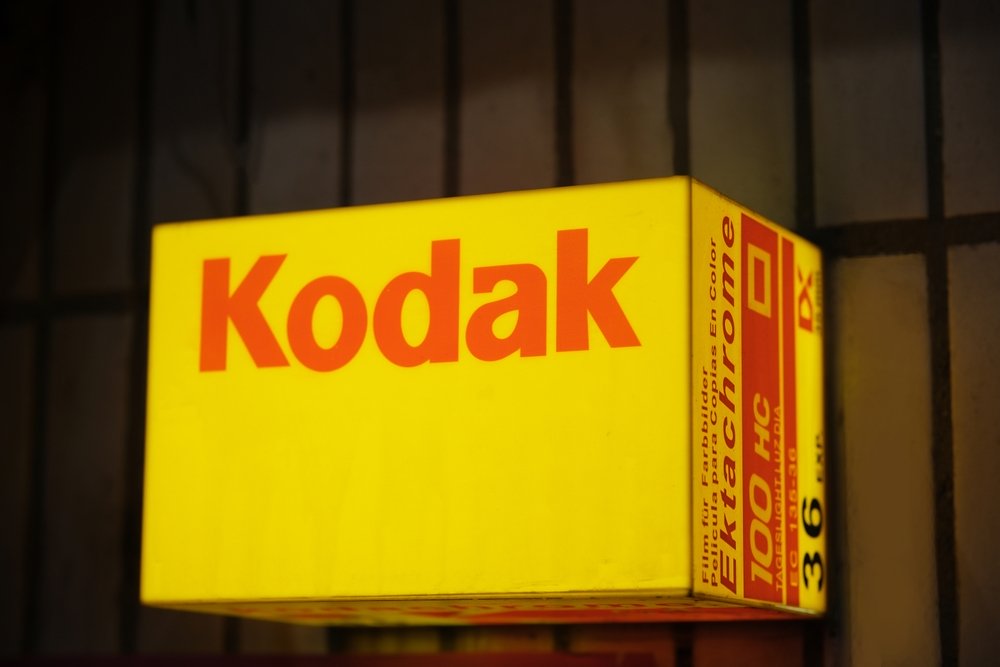 Kodak
Film für Farbbilder
Película para Copias En Color
Ektachrome
100 HC
TAGESLIGHT LUZ DIA
EC 135-36
DX
36 EXP.